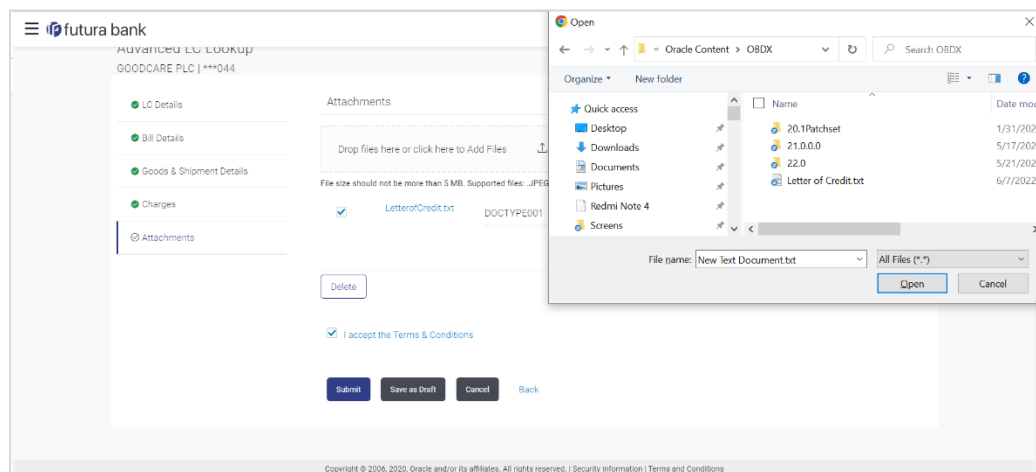 futura bank
Advanced LC Lookup
GOODCARE PLC | ***044
LC Details
Bill Details
Goods & Shipment Details
Charges
Attachments
Attachments
Drop files here or click here to Add Files
File size should not be more than 5 MB. Supported files: .JPEG
LetterofCredit.txt
DOCTYPE001
Delete
I accept the Terms & Conditions
Submit
Save as Draft
Cancel
Back
Copyright © 2006, 2020, Oracle and/or its affiliates. All rights reserved. | Security Information | Terms and Conditions
Open
« Oracle Content > OBDX
Search OBDX
Organize
New folder
Name
Date mod
Quick access
Desktop
Downloads
Documents
Pictures
Redmi Note 4
Screens
20.1Patchset
1/31/202
21.0.0.0
5/17/202
22.0
5/21/202
Letter of Credit.txt
6/7/2022
File name:
New Text Document.txt
All Files (*.*)
Open
Cancel